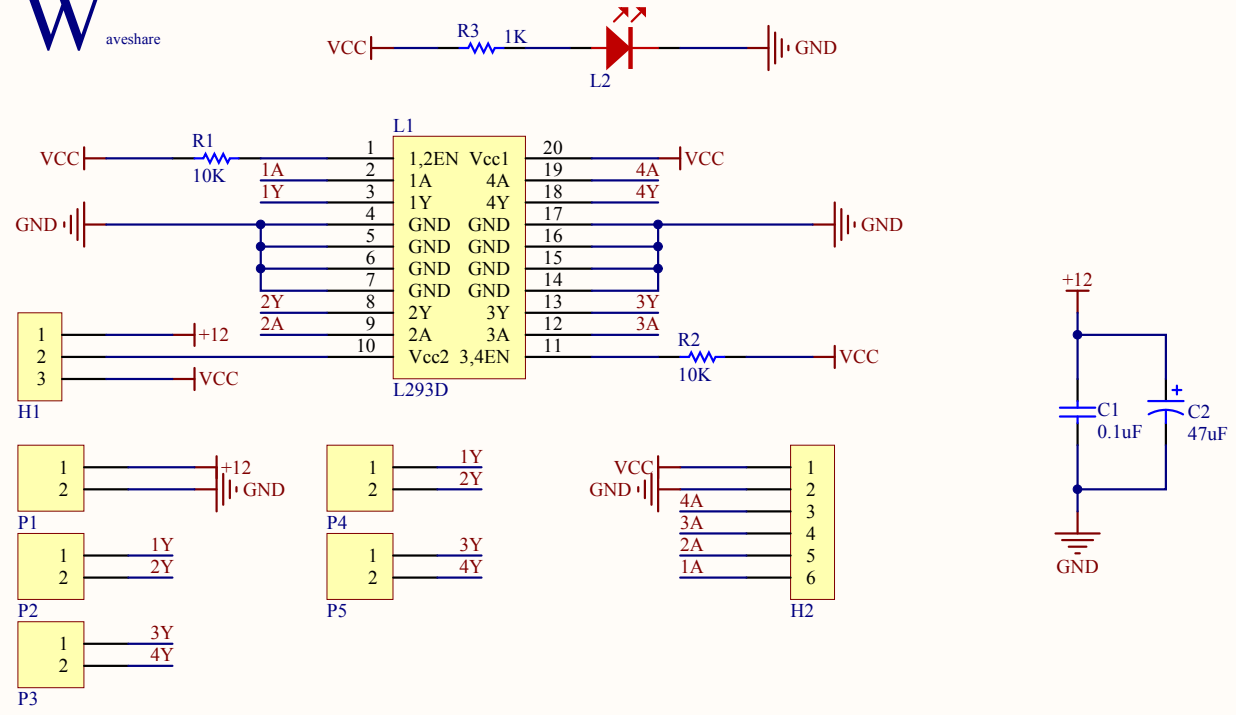 W aveshare
VCC R3 1K L2 GND
L1
VCC R1 10K 1 1,2EN Vcc1 20 VCC
1A 2 1A 4A 19 4A
1Y 3 1Y 4Y 18 4Y
GND 4 GND GND 17 GND
5 GND GND 16
6 GND GND 15
7 GND GND 14
2Y 8 2Y 3Y 13 3Y
2A 9 2A 3A 12 3A
10 Vcc2 3,4EN 11 R2 10K VCC
L293D
1 +12
2
3 VCC
H1
+12
C1
0.1uF
+
C2
47uF
GND
1 +12
2 GND
P1
1 1Y
2 2Y
P2
1 3Y
2 4Y
P3
1 1Y
2 2Y
P4
1 3Y
2 4Y
P5
VCC 1
GND 2
4A 3
3A 4
2A 5
1A 6
H2